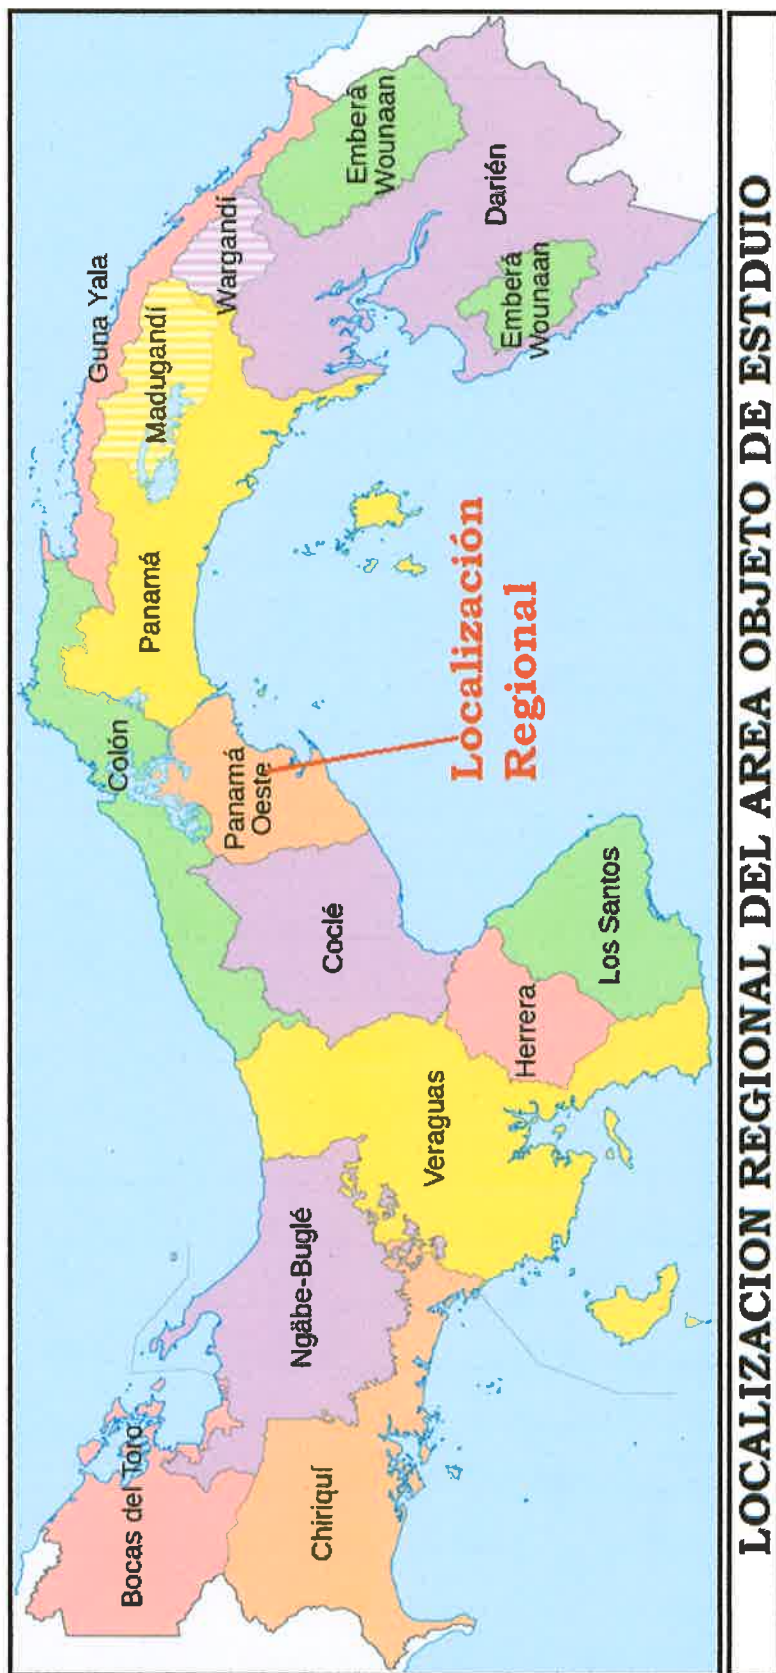 Bocas del Toro
Chiriquí
Ngäbe-Buglé
Veraguas
Herrera
Los Santos
Coclé
Colón
Panamá
Oeste
Panamá
Guna Yala
Madugandí
Wargandí
Emberá
Wounaan
Darién
Emberá
Wounaan
Localización
Regional
LOCALIZACION REGIONAL DEL AREA OBJETO DE ESTDUIO